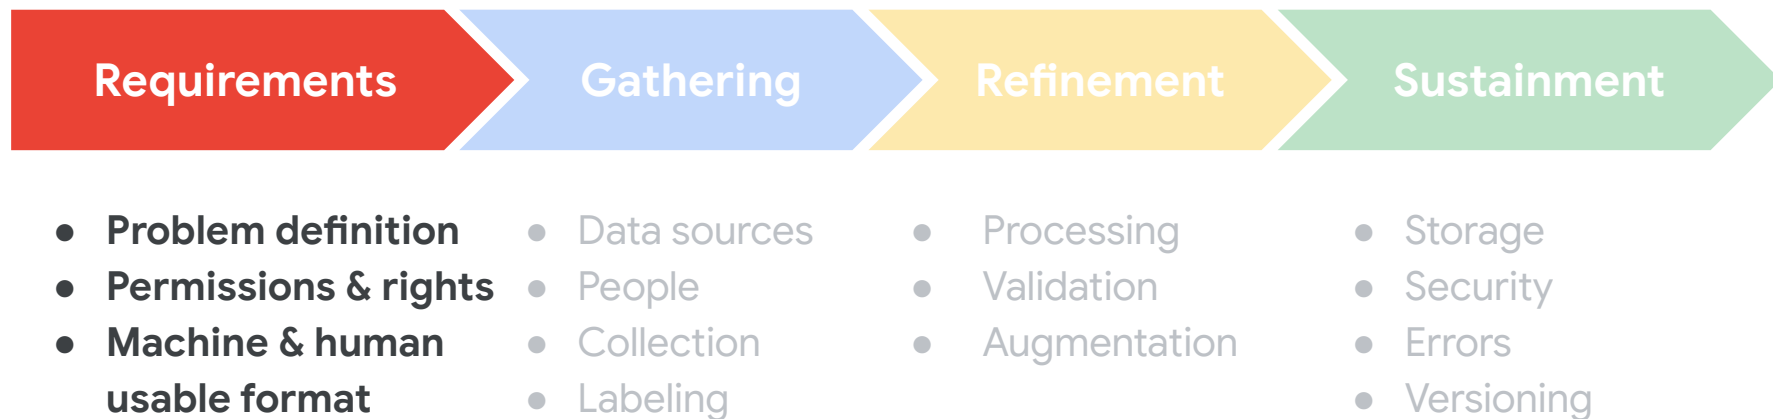 Requirements
Gathering
Refinement
Sustainment
● Problem definition
● Permissions & rights
● Machine & human
usable format
● Data sources
● People
● Collection
● Labeling
● Processing
● Validation
● Augmentation
● Storage
● Security
● Errors
● Versioning